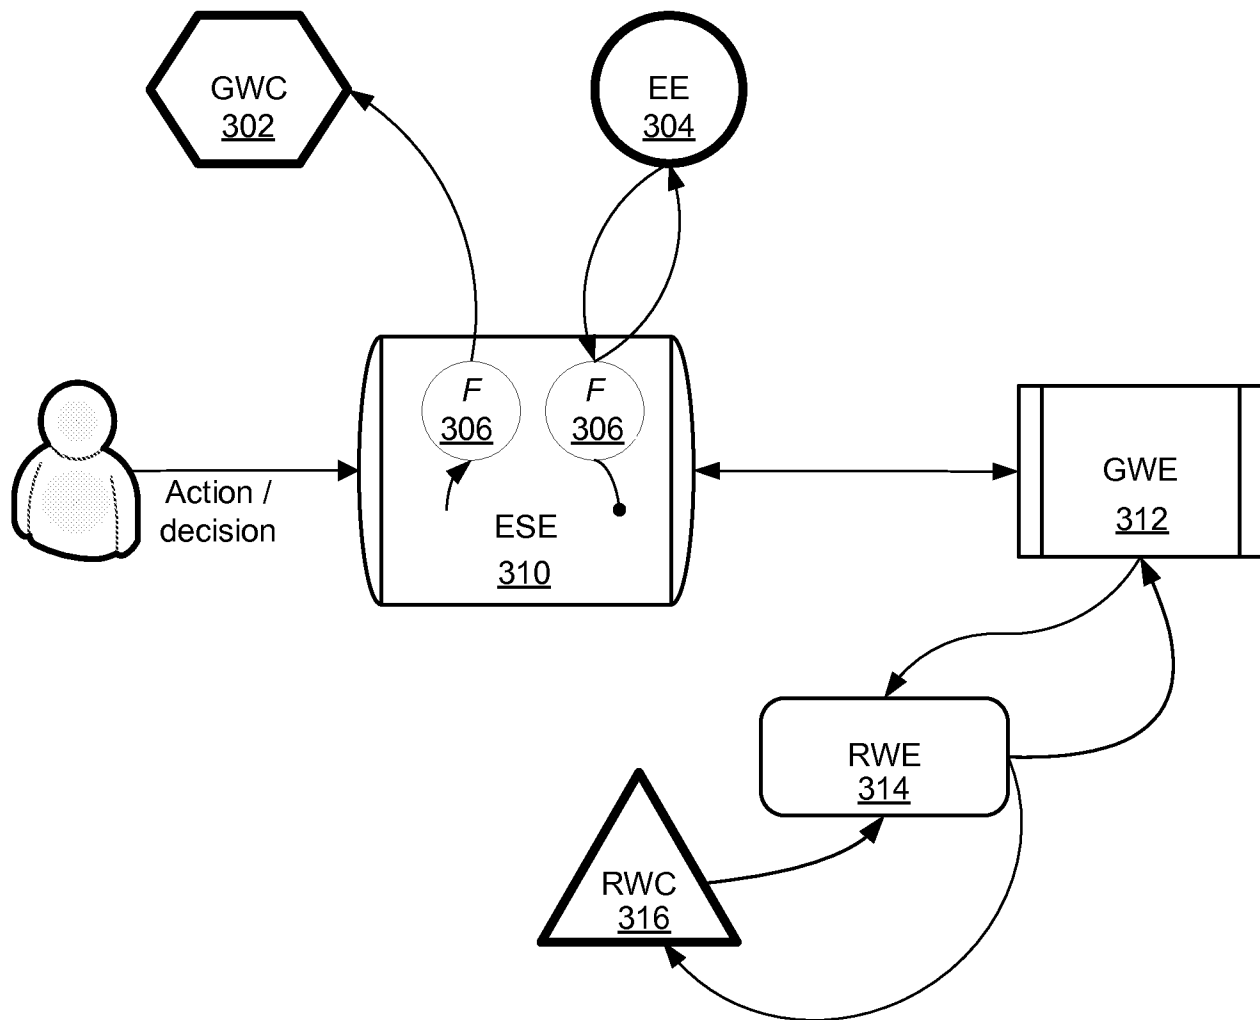 GWC
302
EE
304
F
306
F
306
Action /
decision
ESE
310
GWE
312
RWE
314
RWC
316